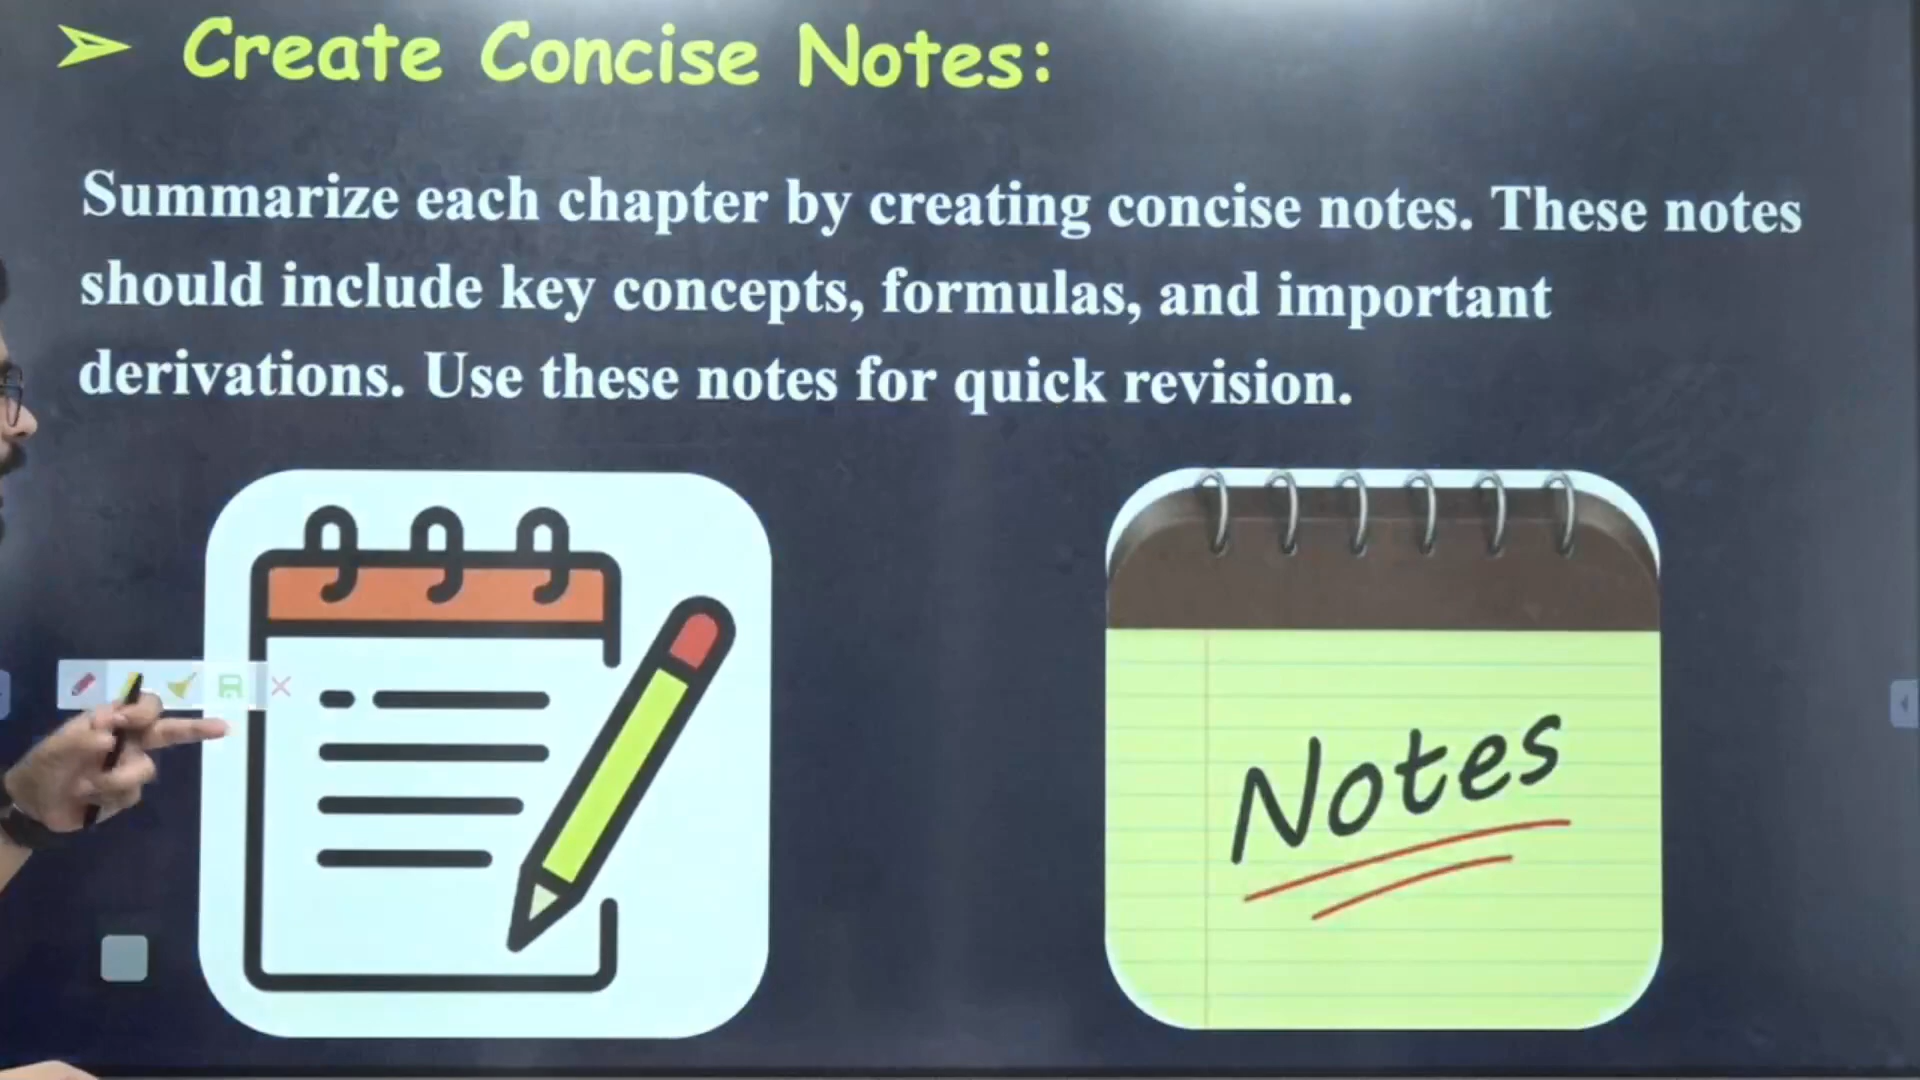 ➢ Create Concise Notes:
Summarize each chapter by creating concise notes. These notes
should include key concepts, formulas, and important
derivations. Use these notes for quick revision.
Notes